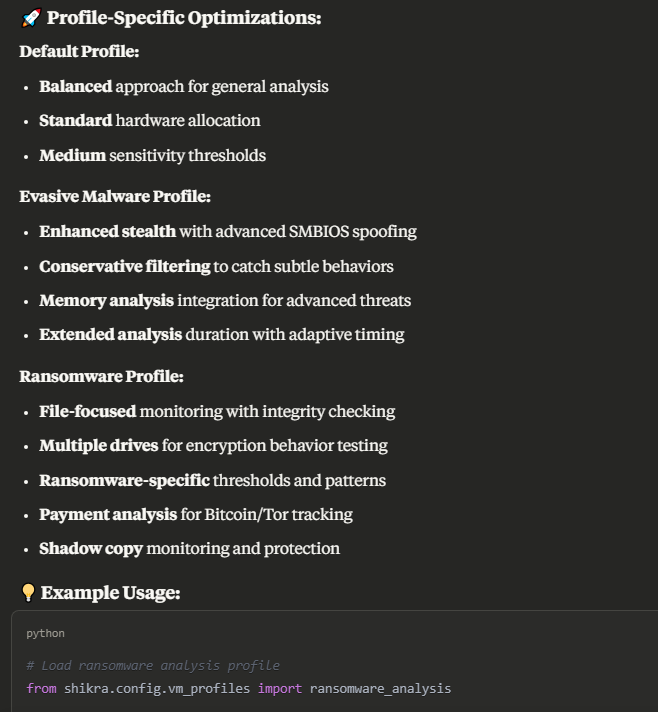 🚀 Profile-Specific Optimizations:
Default Profile:
• Balanced approach for general analysis
• Standard hardware allocation
• Medium sensitivity thresholds
Evasive Malware Profile:
• Enhanced stealth with advanced SMBIOS spoofing
• Conservative filtering to catch subtle behaviors
• Memory analysis integration for advanced threats
• Extended analysis duration with adaptive timing
Ransomware Profile:
• File-focused monitoring with integrity checking
• Multiple drives for encryption behavior testing
• Ransomware-specific thresholds and patterns
• Payment analysis for Bitcoin/Tor tracking
• Shadow copy monitoring and protection
💡 Example Usage:
python
# Load ransomware analysis profile
from shikra.config.vm_profiles import ransomware_analysis